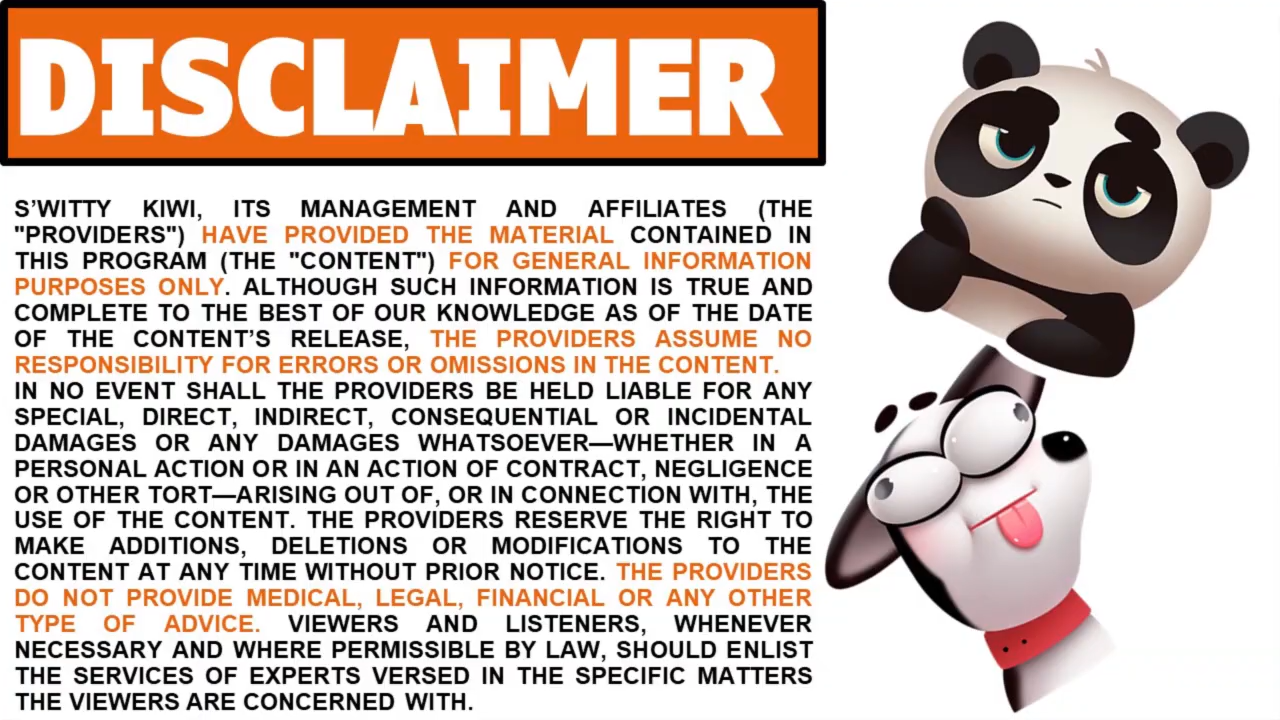 DISCLAIMER
S’WITTY KIWI, ITS MANAGEMENT AND AFFILIATES (THE
"PROVIDERS") HAVE PROVIDED THE MATERIAL CONTAINED IN
THIS PROGRAM (THE "CONTENT") FOR GENERAL INFORMATION
PURPOSES ONLY. ALTHOUGH SUCH INFORMATION IS TRUE AND
COMPLETE TO THE BEST OF OUR KNOWLEDGE AS OF THE DATE
OF THE CONTENT’S RELEASE, THE PROVIDERS ASSUME NO
RESPONSIBILITY FOR ERRORS OR OMISSIONS IN THE CONTENT.
IN NO EVENT SHALL THE PROVIDERS BE HELD LIABLE FOR ANY
SPECIAL, DIRECT, INDIRECT, CONSEQUENTIAL OR INCIDENTAL
DAMAGES OR ANY DAMAGES WHATSOEVER—WHETHER IN A
PERSONAL ACTION OR IN AN ACTION OF CONTRACT, NEGLIGENCE
OR OTHER TORT—ARISING OUT OF, OR IN CONNECTION WITH, THE
USE OF THE CONTENT. THE PROVIDERS RESERVE THE RIGHT TO
MAKE ADDITIONS, DELETIONS OR MODIFICATIONS TO THE
CONTENT AT ANY TIME WITHOUT PRIOR NOTICE. THE PROVIDERS
DO NOT PROVIDE MEDICAL, LEGAL, FINANCIAL OR ANY OTHER
TYPE OF ADVICE. VIEWERS AND LISTENERS, WHENEVER
NECESSARY AND WHERE PERMISSIBLE BY LAW, SHOULD ENLIST
THE SERVICES OF EXPERTS VERSED IN THE SPECIFIC MATTERS
THE VIEWERS ARE CONCERNED WITH.